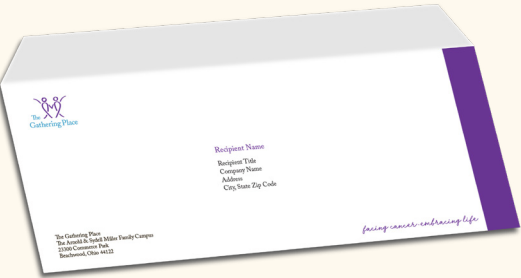 The
Gathering Place
Recipient Name
Recipient Title
Company Name
Address
City, State Zip Code
The Gathering Place
The Arnold & Sydell Miller Family Campus
23300 Commerce Park
Beachwood, Ohio 44122
facing cancer·embracing life